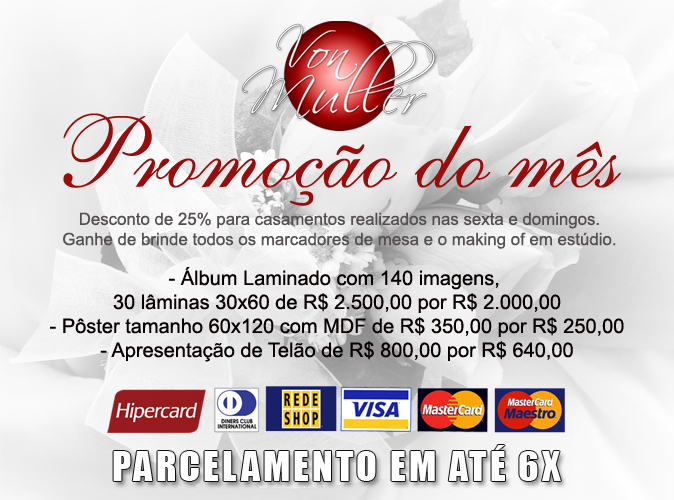 Von
Muller
Promoção do mês
Desconto de 25% para casamentos realizados nas sexta e domingos.
Ganhe de brinde todos os marcadores de mesa e o making of em estúdio.
- Álbum Laminado com 140 imagens,
30 lâminas 30x60 de R$ 2.500,00 por R$ 2.000,00
- Pôster tamanho 60x120 com MDF de R$ 350,00 por R$ 250,00
- Apresentação de Telão de R$ 800,00 por R$ 640,00
Hipercard
DINERS CLUB
INTERNATIONAL
REDE
SHOP
VISA
MasterCard
MasterCard
Maestro
PARCELAMENTO EM ATÉ 6X